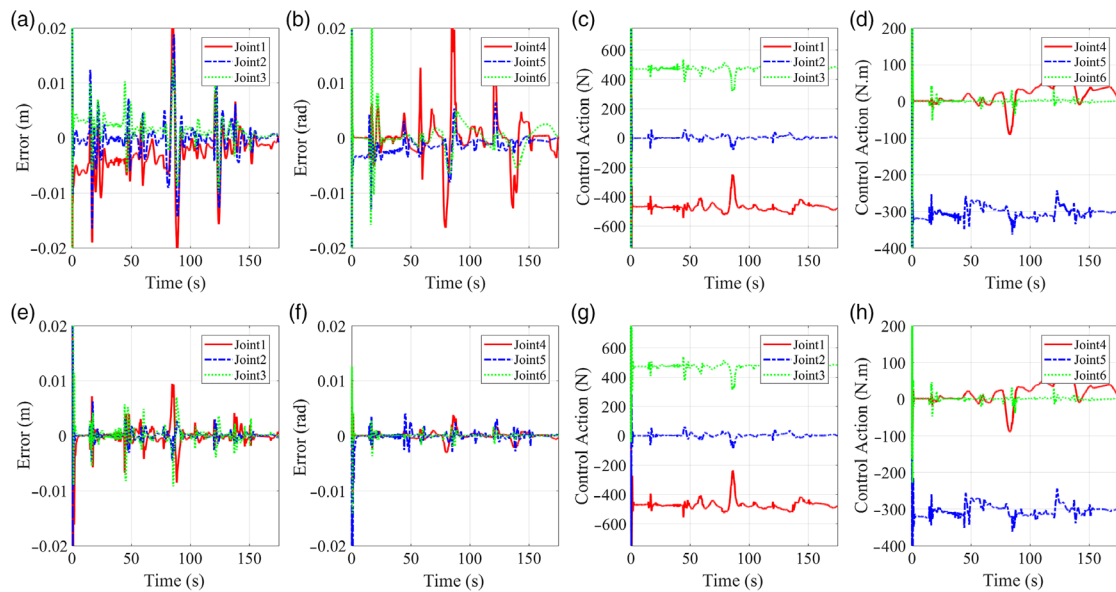 (a)
0.02
0.01
0
−0.01
−0.02
Error (m)
0
50
100
150
Time (s)
Joint1
Joint2
Joint3
(b)
0.02
0.01
0
−0.01
−0.02
Error (rad)
0
50
100
150
Time (s)
Joint4
Joint5
Joint6
(c)
600
400
200
0
−200
−400
−600
Control Action (N)
0
50
100
150
Time (s)
Joint1
Joint2
Joint3
(d)
200
100
0
−100
−200
−300
−400
Control Action (N.m)
0
50
100
150
Time (s)
Joint4
Joint5
Joint6
(e)
0.02
0.01
0
−0.01
−0.02
Error (m)
0
50
100
150
Time (s)
Joint1
Joint2
Joint3
(f)
0.02
0.01
0
−0.01
−0.02
Error (rad)
0
50
100
150
Time (s)
Joint4
Joint5
Joint6
(g)
600
400
200
0
−200
−400
−600
Control Action (N)
0
50
100
150
Time (s)
Joint1
Joint2
Joint3
(h)
200
100
0
−100
−200
−300
−400
Control Action (N.m)
0
50
100
150
Time (s)
Joint4
Joint5
Joint6